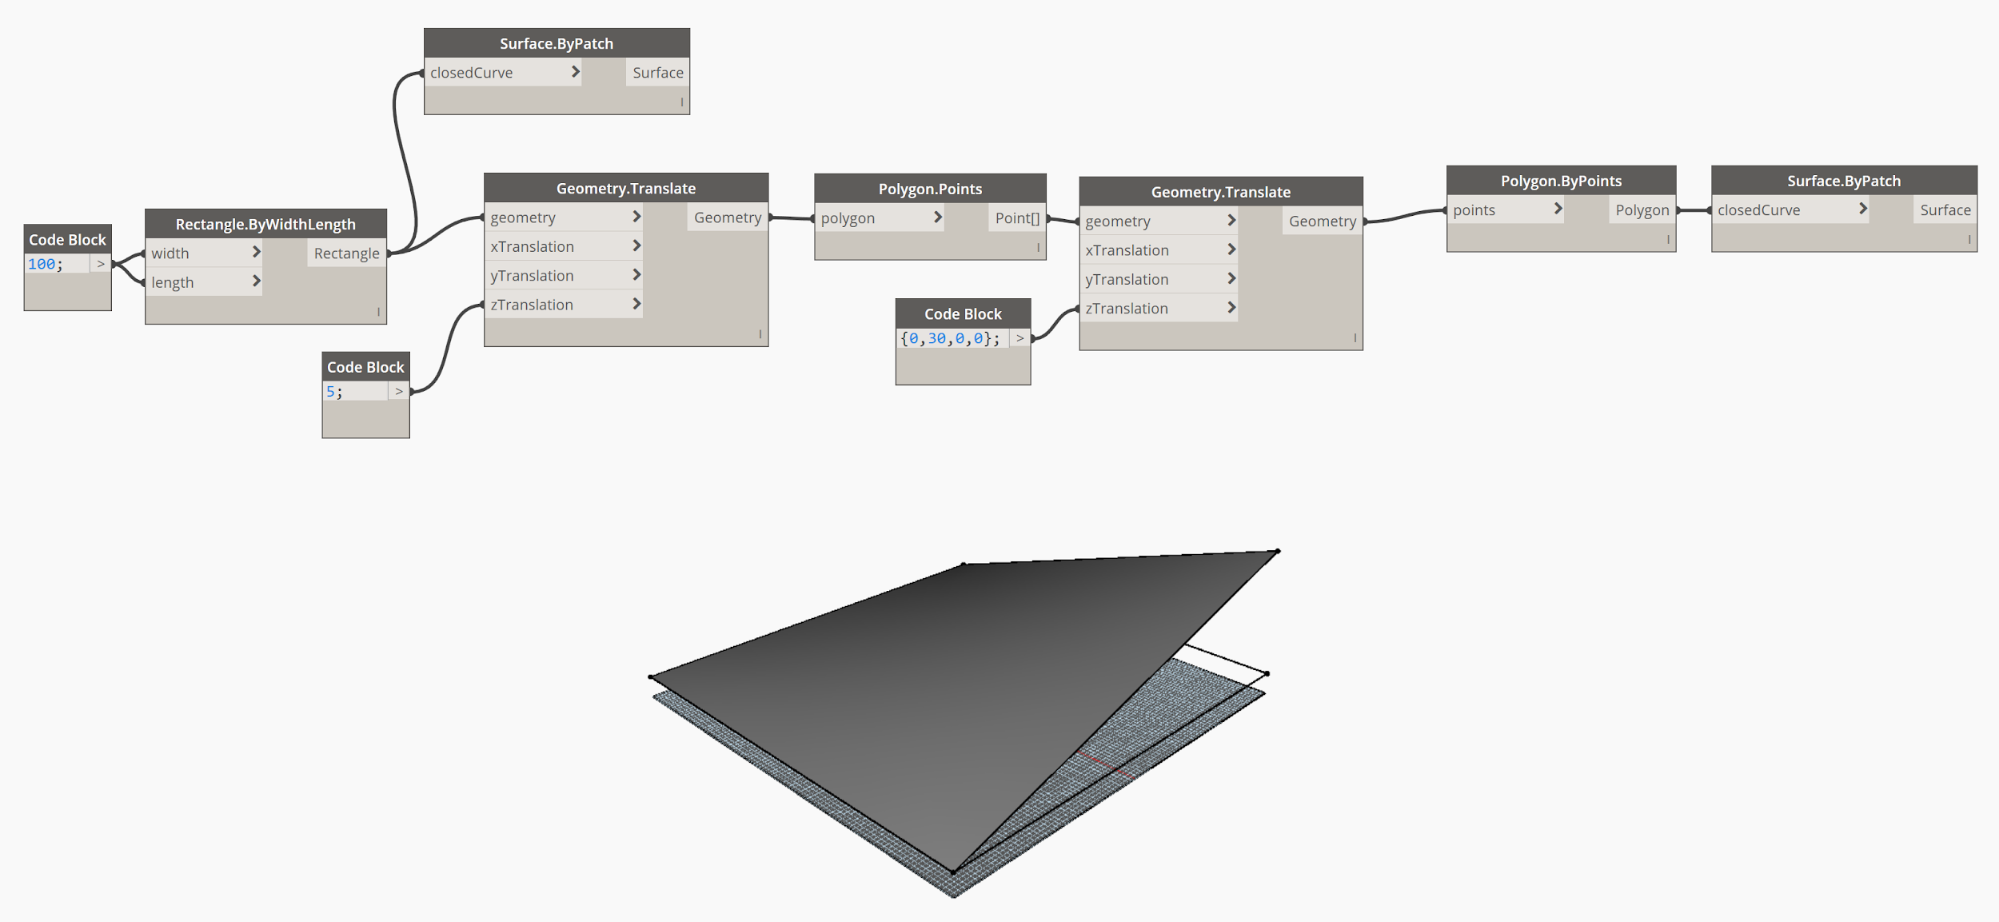 Surface.ByPatch
closedCurve > Surface
|
Code Block
100; >
Rectangle.ByWidthLength
width > Rectangle
length >
|
Code Block
5; >
Geometry.Translate
geometry > Geometry
xTranslation >
yTranslation >
zTranslation >
|
Polygon.Points
polygon > Point[]
|
Code Block
{0,30,0,0}; >
Geometry.Translate
geometry > Geometry
xTranslation >
yTranslation >
zTranslation >
|
Polygon.ByPoints
points > Polygon
|
Surface.ByPatch
closedCurve > Surface
|